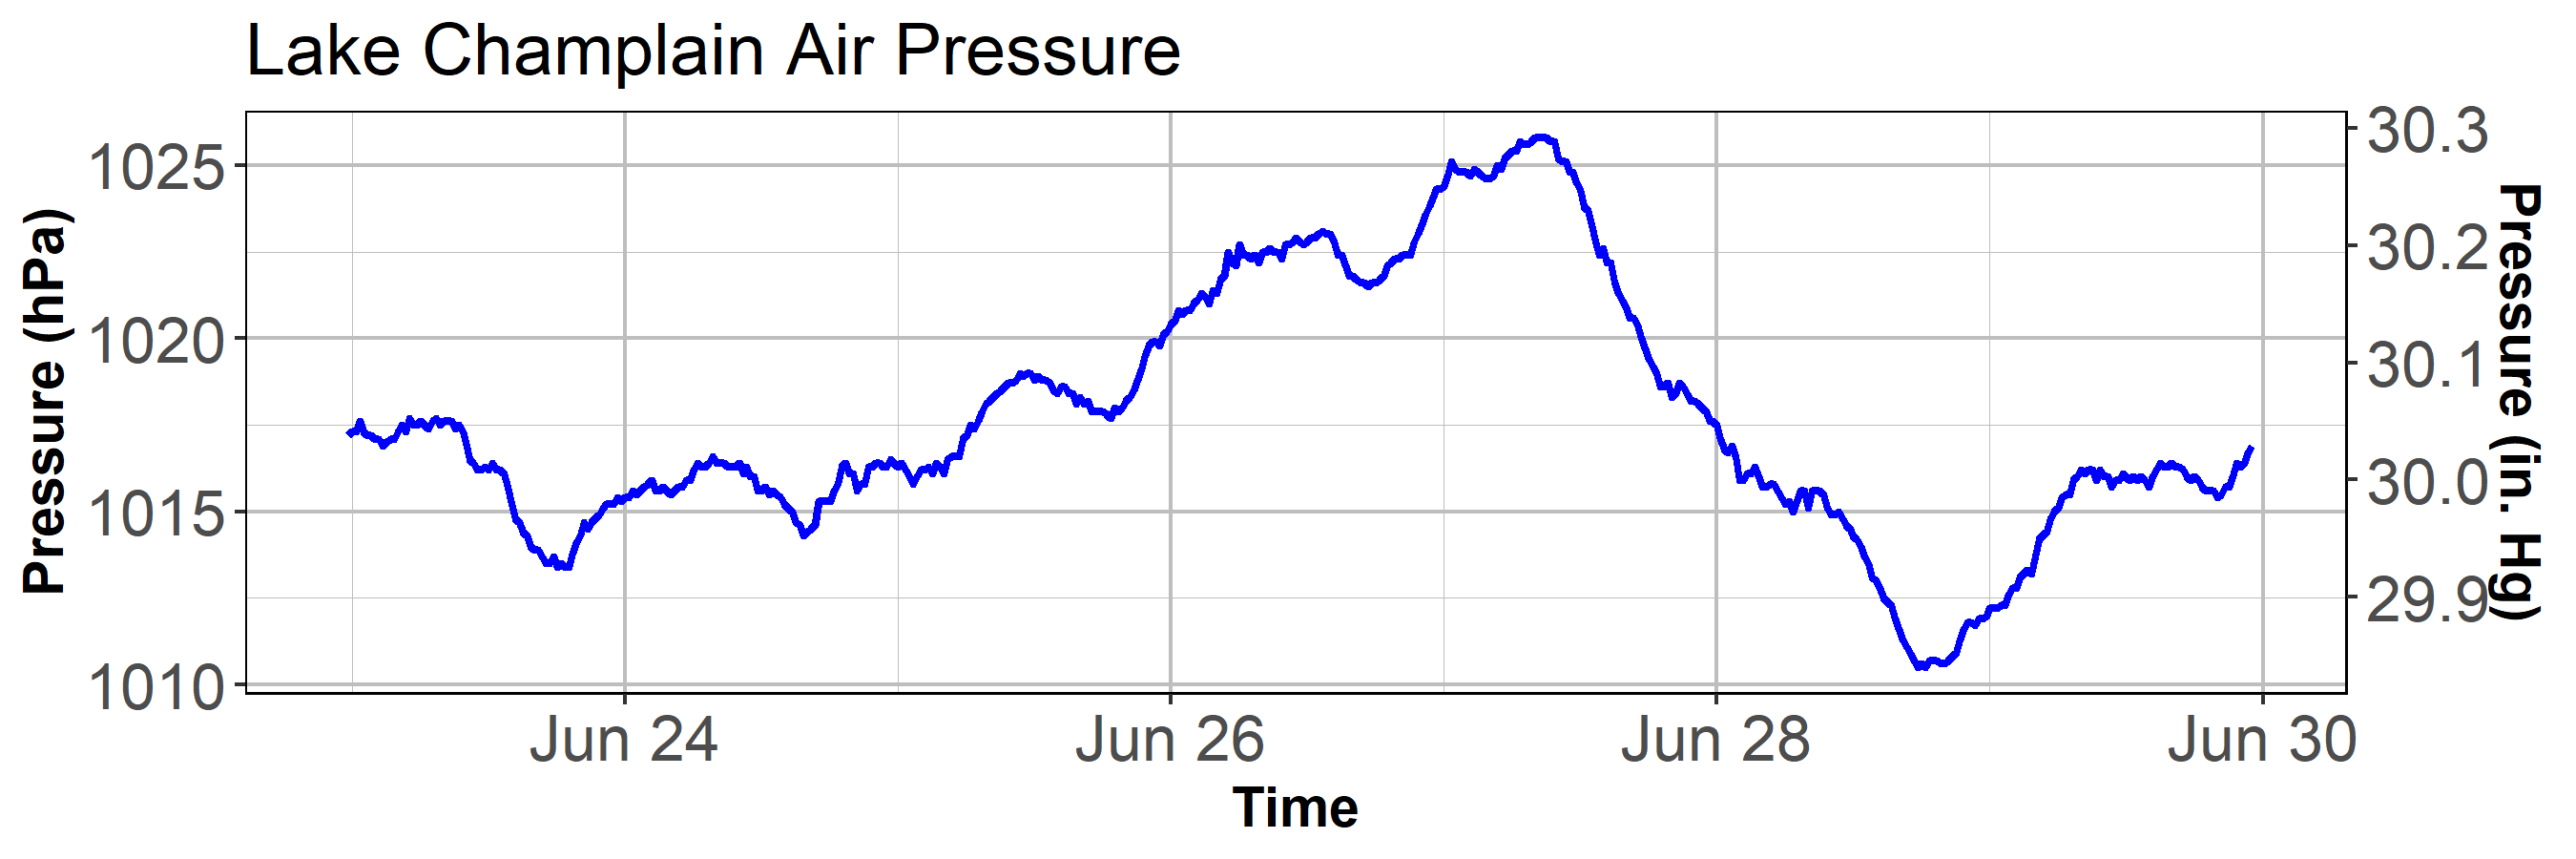 Lake Champlain Air Pressure
Pressure (hPa)
1025
1020
1015
1010
30.3
30.2
30.1
30.0
29.9
Pressure (in. Hg)
Jun 24 Jun 26 Jun 28 Jun 30
Time